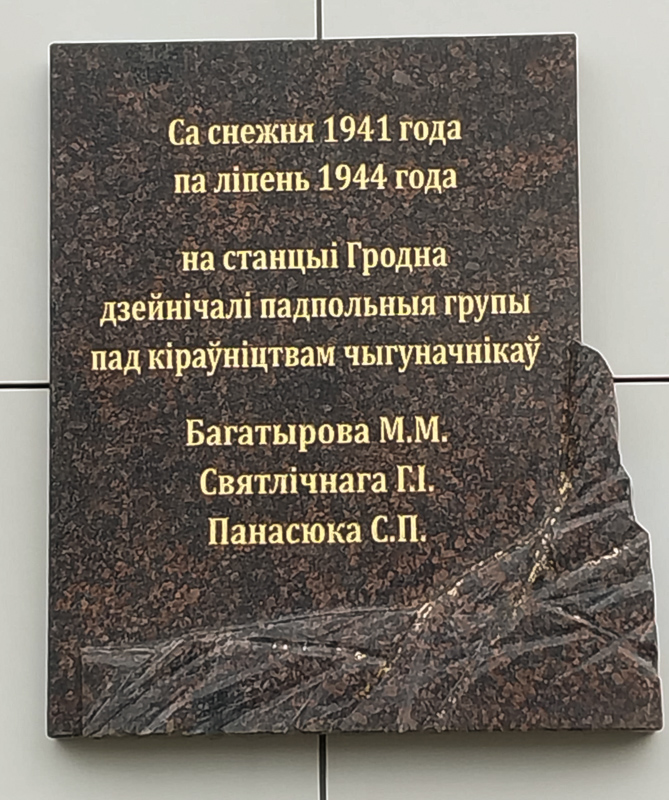 Са снежня 1941 года
па ліпень 1944 года
на станцыі Гродна
дзейнічалі падпольныя групы
пад кіраўніцтвам чыгуначнікаў
Багатырова М.М.
Святлічнага Г.І.
Панасюка С.П.